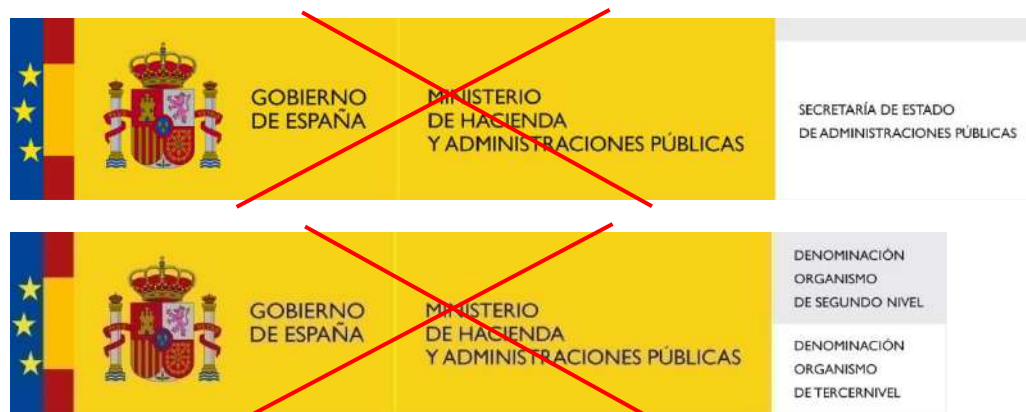 GOBIERNO
DE ESPAÑA
MINISTERIO
DE HACIENDA
Y ADMINISTRACIONES PÚBLICAS
SECRETARÍA DE ESTADO
DE ADMINISTRACIONES PÚBLICAS
GOBIERNO
DE ESPAÑA
MINISTERIO
DE HACIENDA
Y ADMINISTRACIONES PÚBLICAS
DENOMINACIÓN
ORGANISMO
DE SEGUNDO NIVEL
DENOMINACIÓN
ORGANISMO
DE TERCERNIVEL